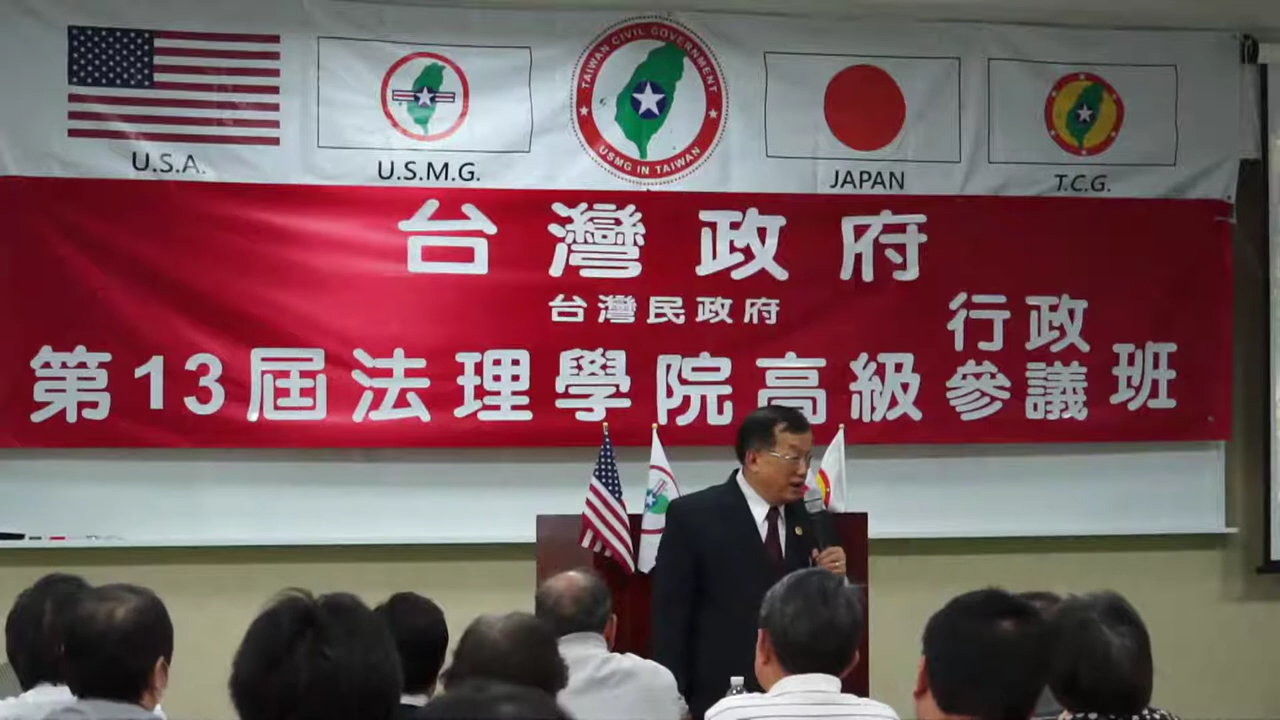 TAIWAN CIVIL GOVERNMENT
USMG IN TAIWAN
U.S.A.
U.S.M.G.
JAPAN
T.C.G.
台灣政府
台灣民政府
第13屆法理學院高級行政參議班